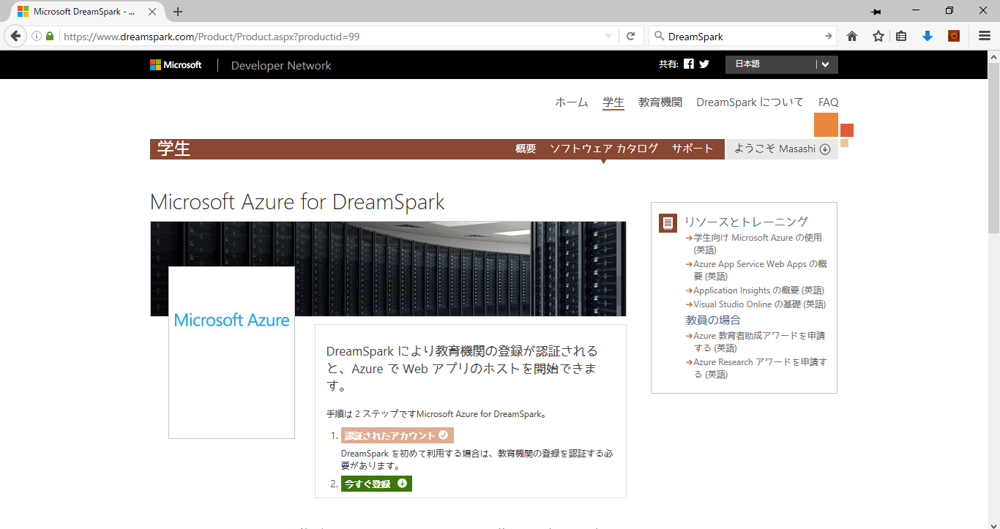 Microsoft DreamSpark - ...
https://www.dreamspark.com/Product/Product.aspx?productid=99
DreamSpark
Microsoft
Developer Network
共有:
日本語
ホーム 学生 教育機関 DreamSpark について FAQ
学生
概要 ソフトウェア カタログ サポート
ようこそ Masashi
Microsoft Azure for DreamSpark
Microsoft Azure
DreamSpark により教育機関の登録が認証される
と、Azure で Web アプリのホストを開始できま
す。
手順は 2 ステップですMicrosoft Azure for DreamSpark。
1. 認証されたアカウント
DreamSpark を初めて利用する場合は、教育機関の登録を認証する必
要があります。
2. 今すぐ登録
リソースとトレーニング
学生向け Microsoft Azure の使用
(英語)
Azure App Service Web Apps の概
要 (英語)
Application Insights の概要 (英語)
Visual Studio Online の基礎 (英語)
教員の場合
Azure 教育者助成アワードを申請
する (英語)
Azure Research アワードを申請す
る (英語)